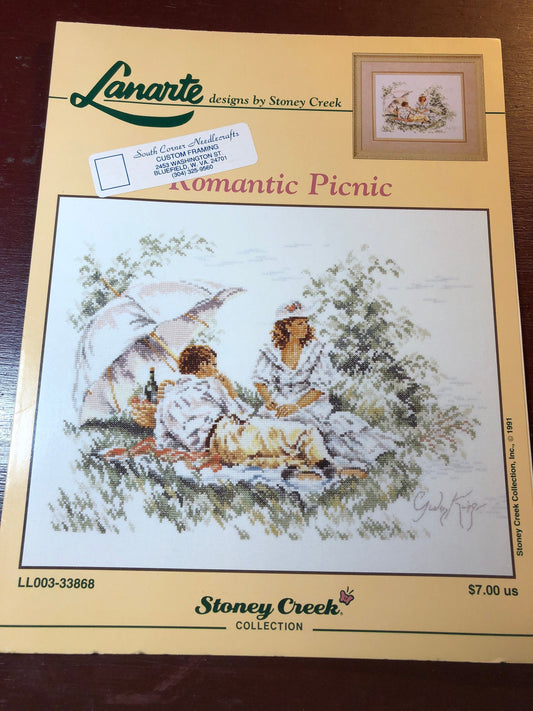 Lanarte designs by Stoney Creek
South Corner Needlecrafts
CUSTOM FRAMING
2453 WASHINGTON ST.
BLUEFIELD, W. VA. 24701
(304) 325-9560
Romantic Picnic
Stoney Creek Collection, Inc., © 1991
LL003-33868
$7.00 us
Stoney Creek
COLLECTION